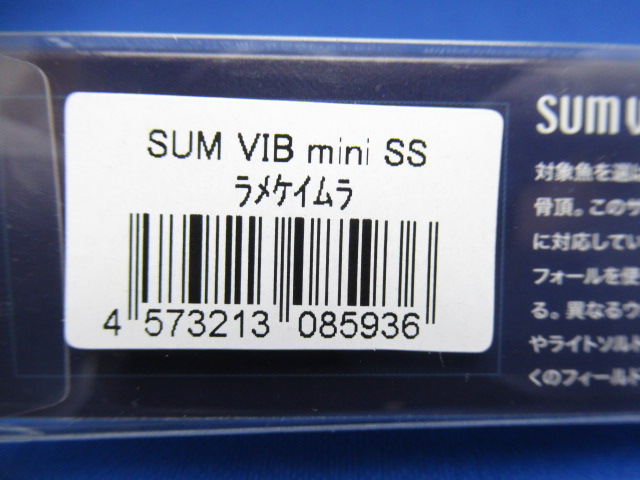 SUM VIB mini SS
ラメケイムラ
4 573213 085936
SUM V
対象魚を選ば
骨頂。このサ
に対応してい
フォールを使
る。異なるウ
やライトソルト
くのフィールド